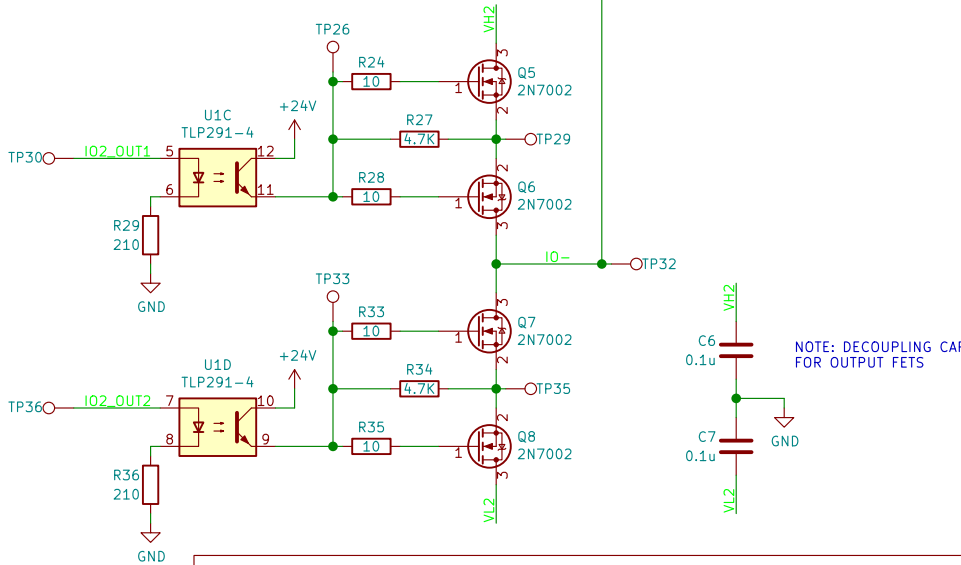 VH2
TP26
R24
10
3
Q5
2N7002
1
2
+24V
U1C
TLP291-4
R27
4.7K
TP29
TP30
IO2_OUT1
5
12
6
11
R28
10
2
Q6
2N7002
1
3
R29
210
GND
IO-
TP32
TP33
R33
10
3
Q7
2N7002
1
2
+24V
U1D
TLP291-4
R34
4.7K
TP35
TP36
IO2_OUT2
7
10
8
9
R35
10
2
Q8
2N7002
1
3
R36
210
GND
VL2
VH2
C6
0.1u
NOTE: DECOUPLING CAP
FOR OUTPUT FETS
GND
C7
0.1u
VL2